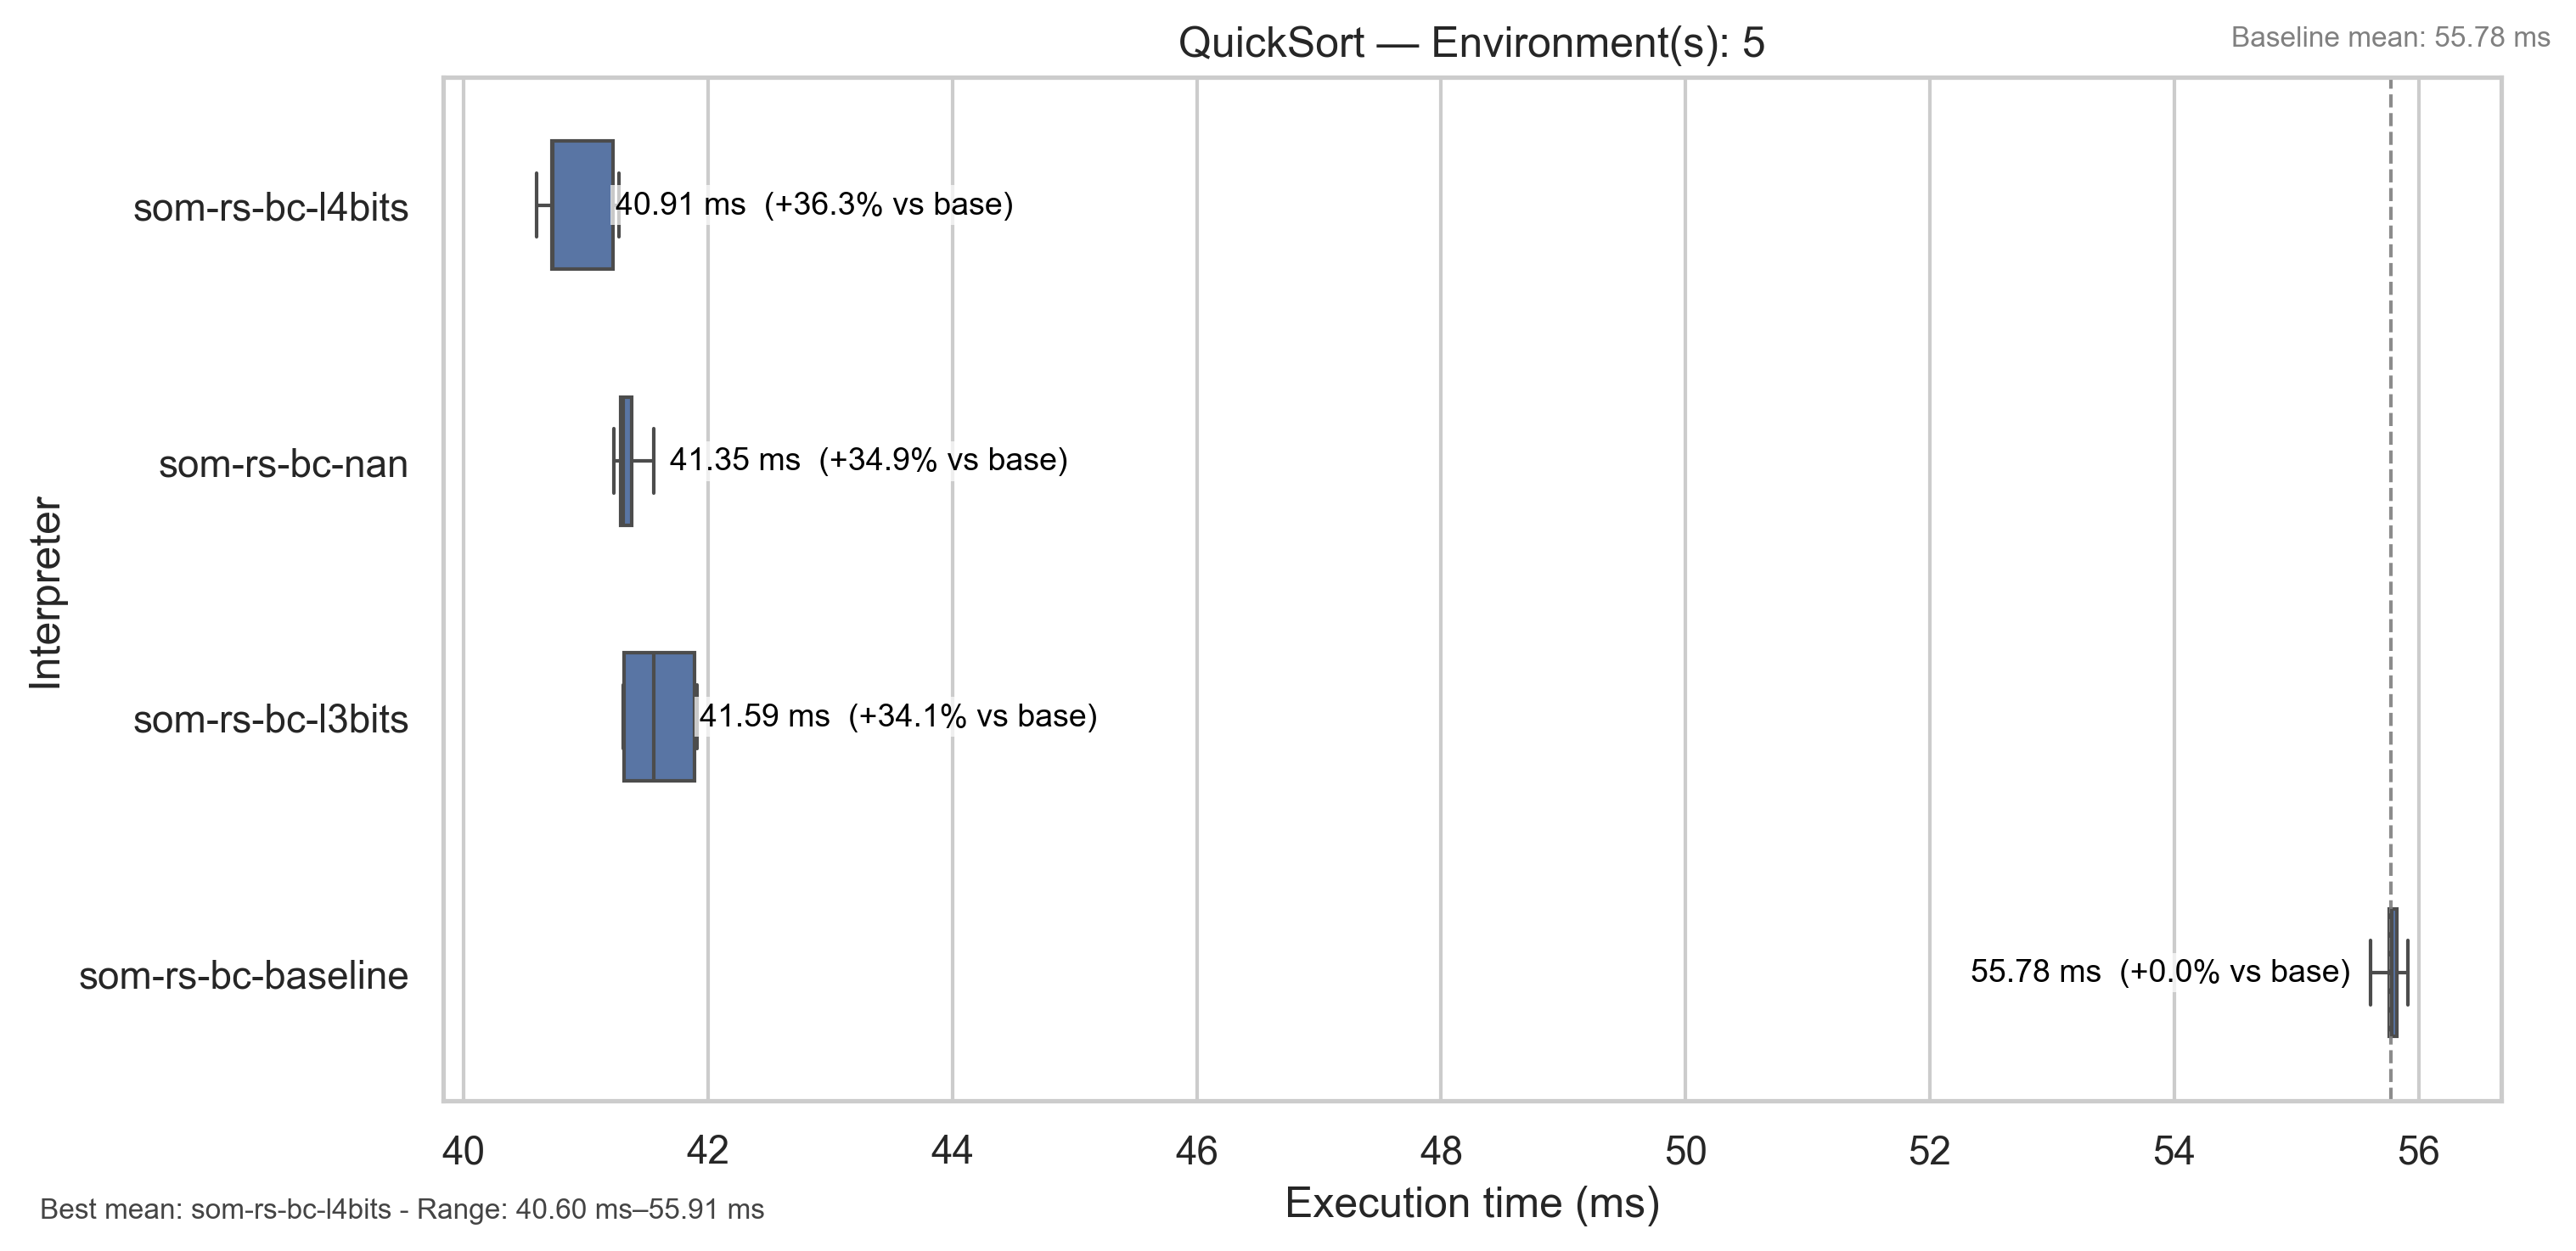 QuickSort — Environment(s): 5
Baseline mean: 55.78 ms
Interpreter
som-rs-bc-l4bits
40.91 ms  (+36.3% vs base)
som-rs-bc-nan
41.35 ms  (+34.9% vs base)
som-rs-bc-l3bits
41.59 ms  (+34.1% vs base)
som-rs-bc-baseline
55.78 ms  (+0.0% vs base)
40 42 44 46 48 50 52 54 56
Execution time (ms)
Best mean: som-rs-bc-l4bits - Range: 40.60 ms–55.91 ms